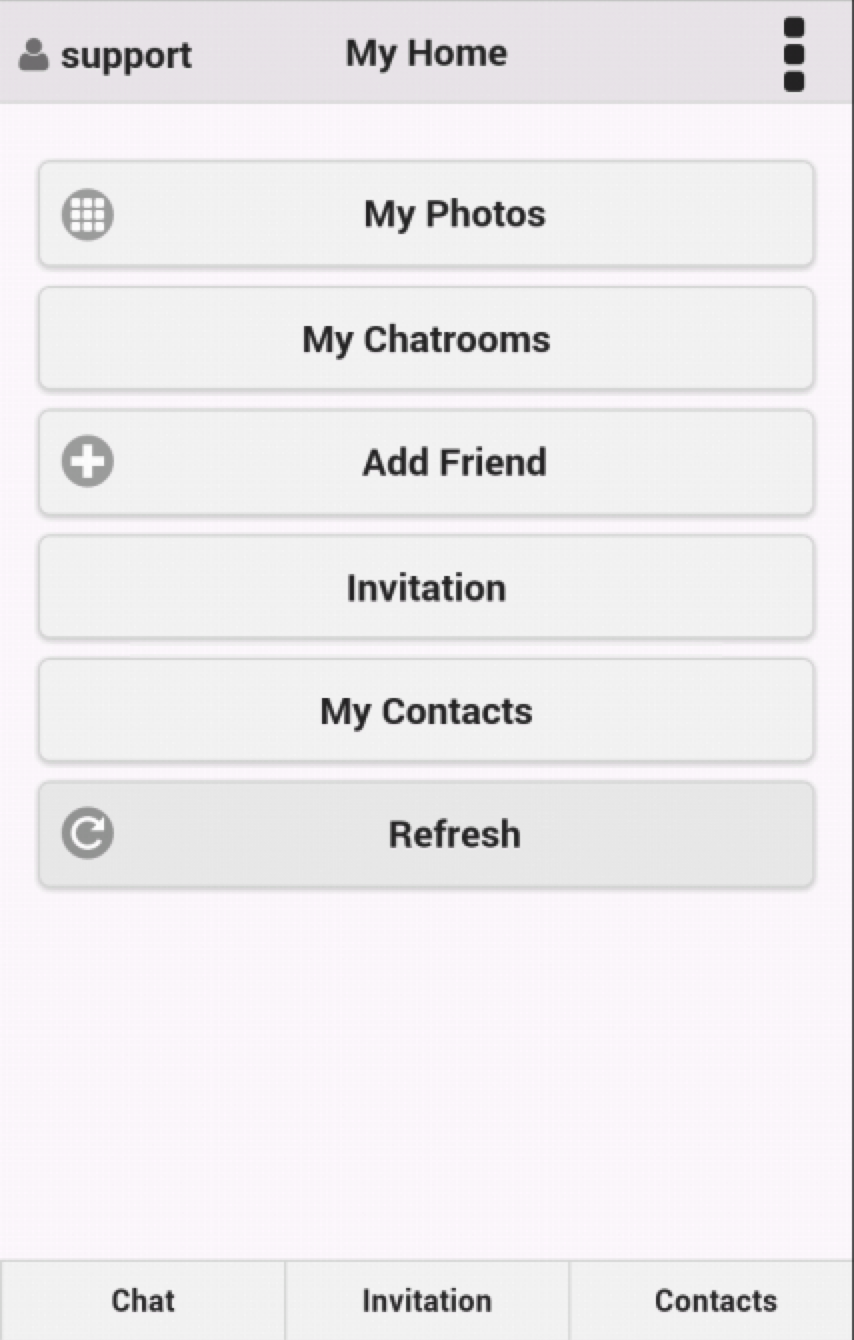 support
My Home
My Photos
My Chatrooms
Add Friend
Invitation
My Contacts
Refresh
Chat
Invitation
Contacts